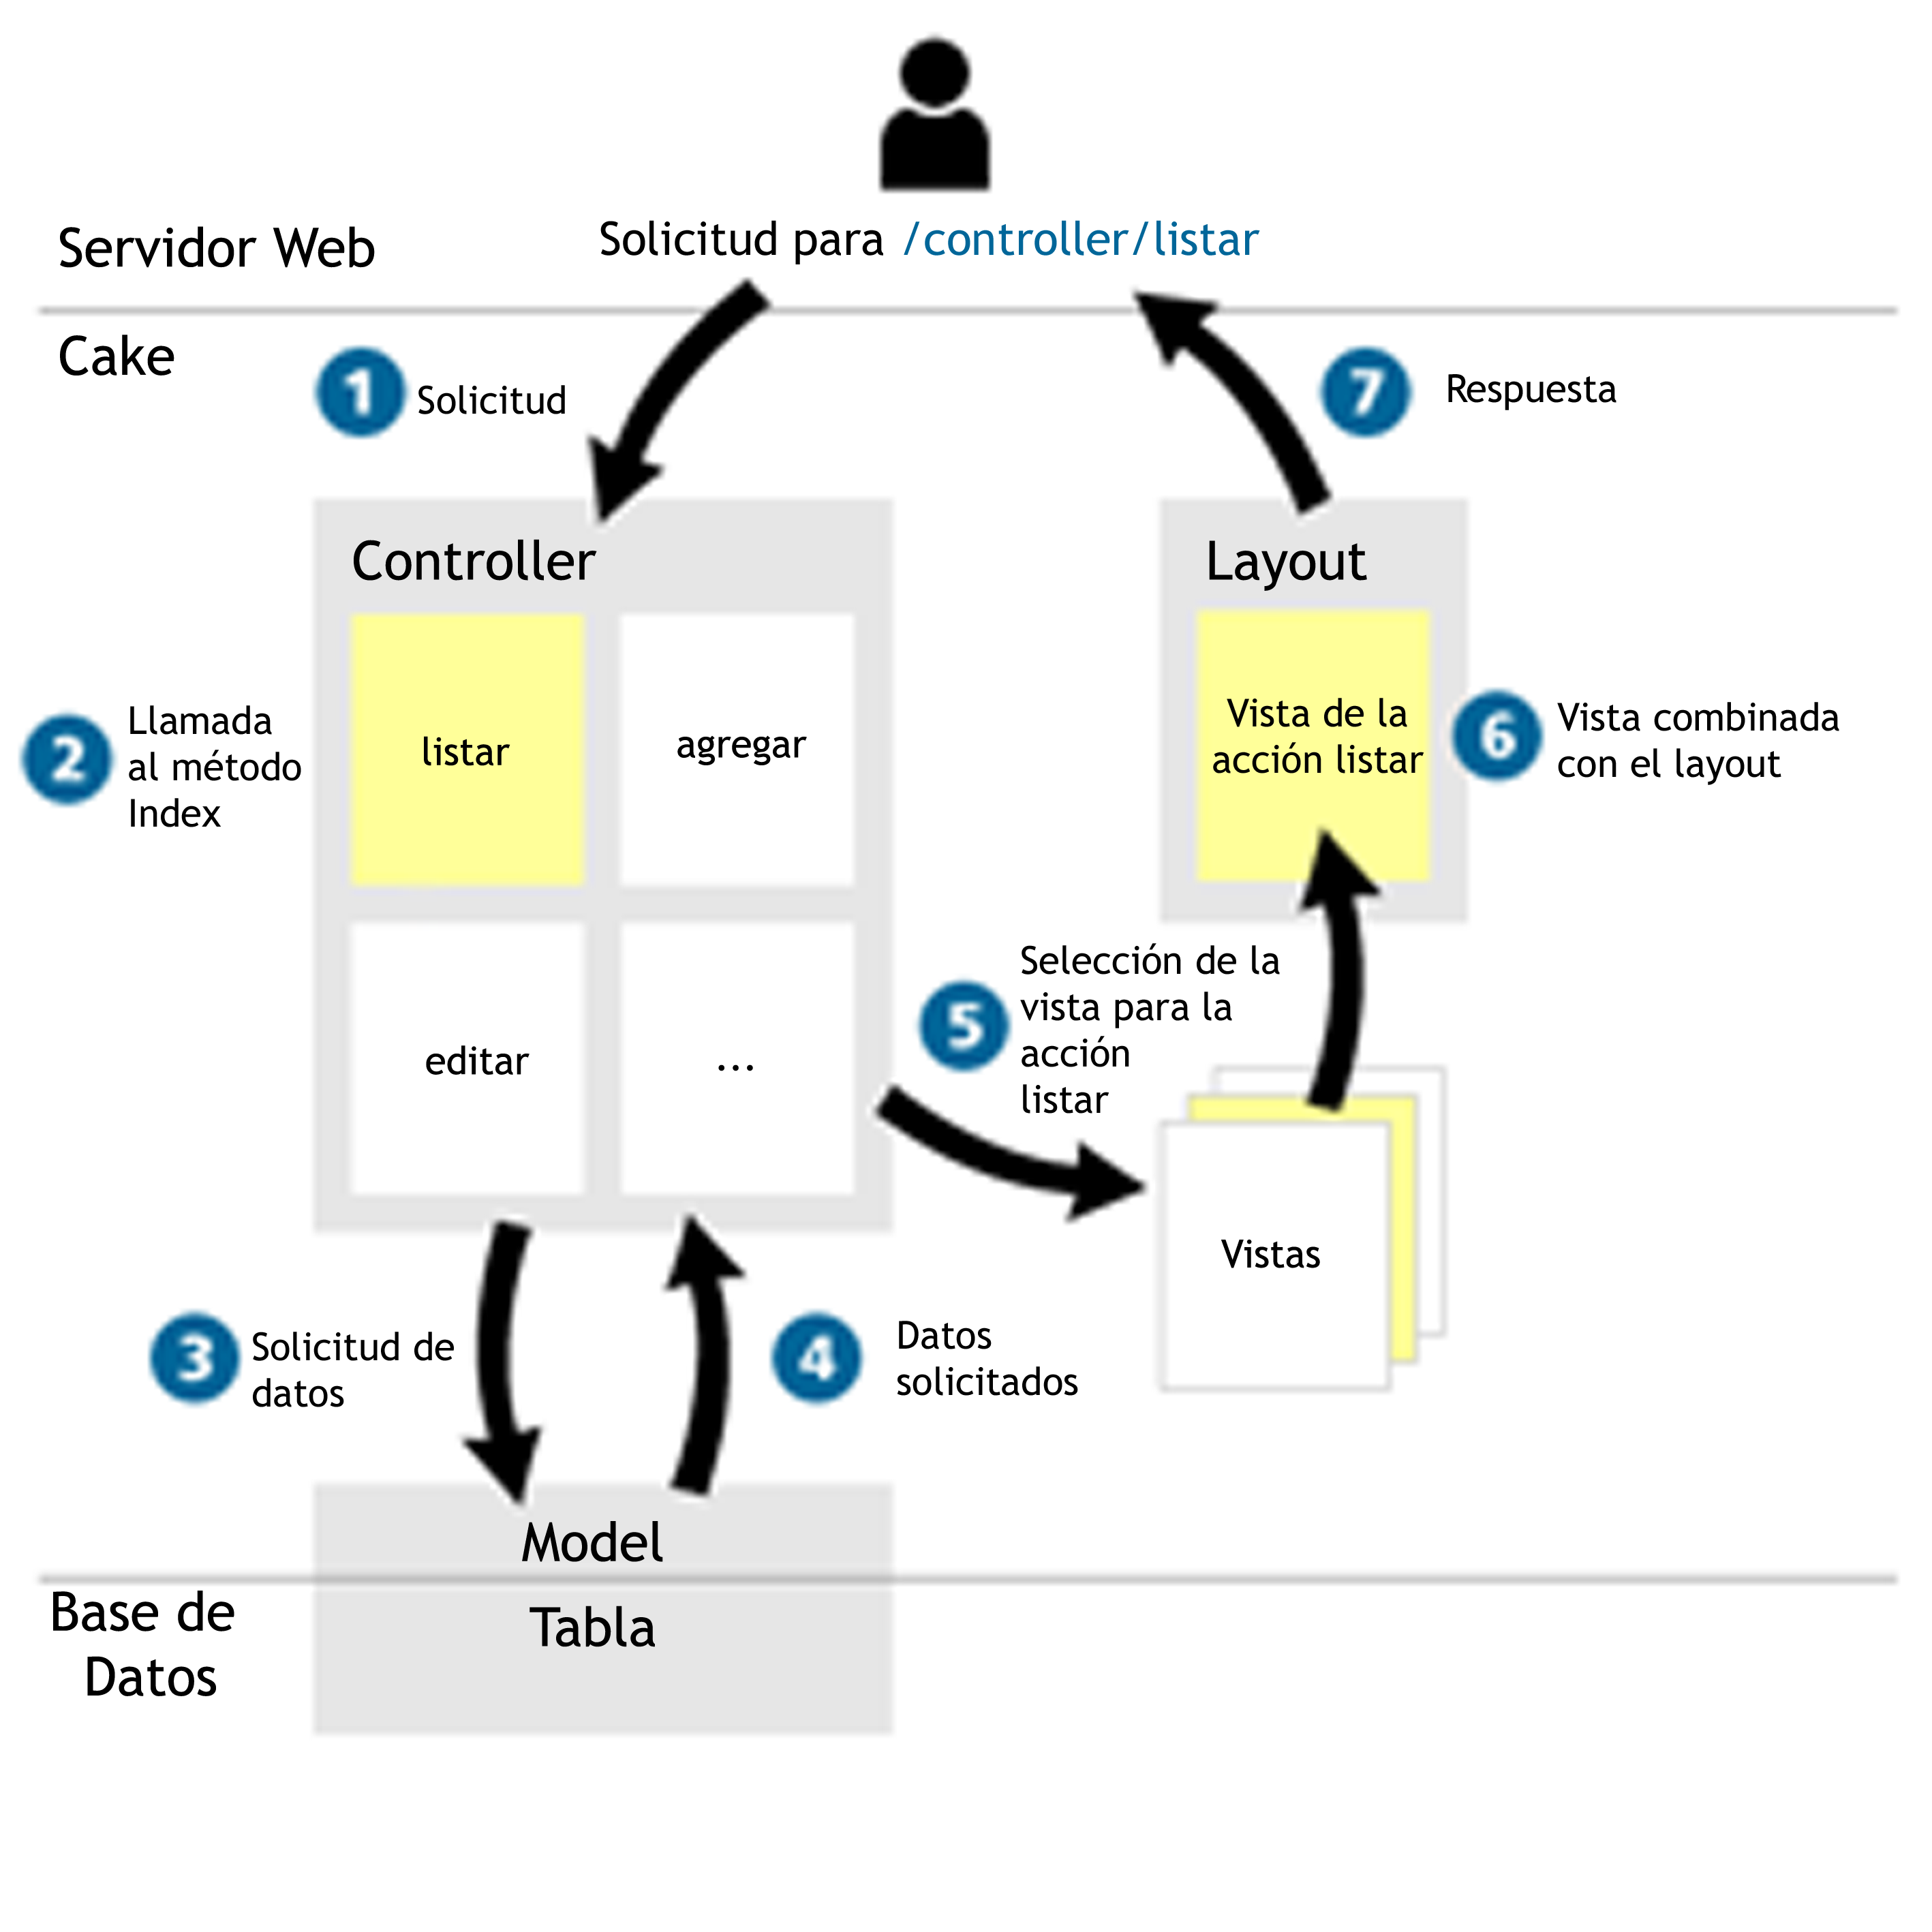 Servidor Web
Solicitud para /controller/listar
Cake
1
Solicitud
7
Respuesta
Controller
Layout
2
Llamada
al método
Index
listar
agregar
Vista de la
acción listar
6
Vista combinada
con el layout
editar
...
5
Selección de la
vista para la
acción
listar
Vistas
3
Solicitud de
datos
4
Datos
solicitados
Model
Base de
Datos
Tabla